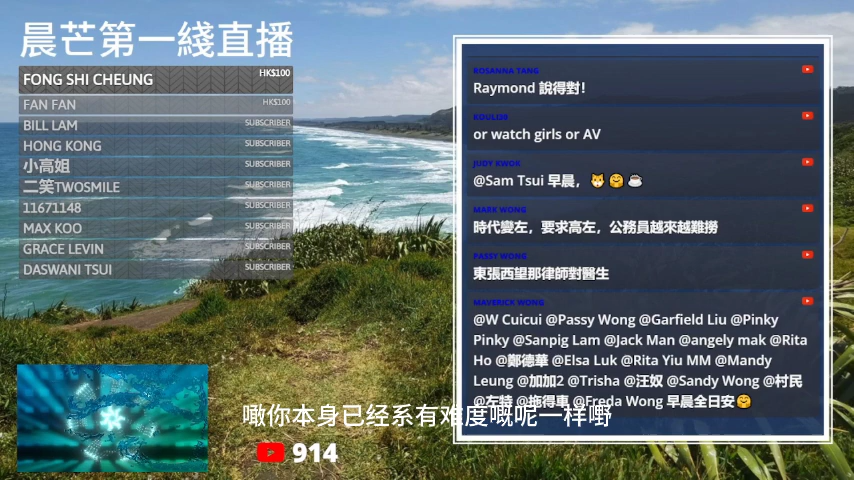 晨芒第一綫直播
FONG SHI CHEUNG HK$100
FAN FAN HK$100
BILL LAM SUBSCRIBER
HONG KONG SUBSCRIBER
小高姐 SUBSCRIBER
二笑TWOSMILE SUBSCRIBER
11671148 SUBSCRIBER
MAX KOO SUBSCRIBER
GRACE LEVIN SUBSCRIBER
DASWANI TSUI SUBSCRIBER
ROSANNA TANG
Raymond 說得對!
KOULI99
or watch girls or AV
JUDY KWOK
@Sam Tsui 早晨，🐱🤗☕
MARK WONG
時代變左，要求高左，公務員越來越難撈
PASSY WONG
東張西望那律師對醫生
MAVERICK WONG
@W Cuicui @Passy Wong @Garfield Liu @Pinky
Pinky @Sanpig Lam @Jack Man @angely mak @Rita
Ho @鄭德華 @Elsa Luk @Rita Yiu MM @Mandy
Leung @加加2 @Trisha @汪奴 @Sandy Wong @村民
@左特 @拖得車 @Freda Wong 早晨全日安🤗
噉你本身已经系有难度嘅呢一样嘢
914